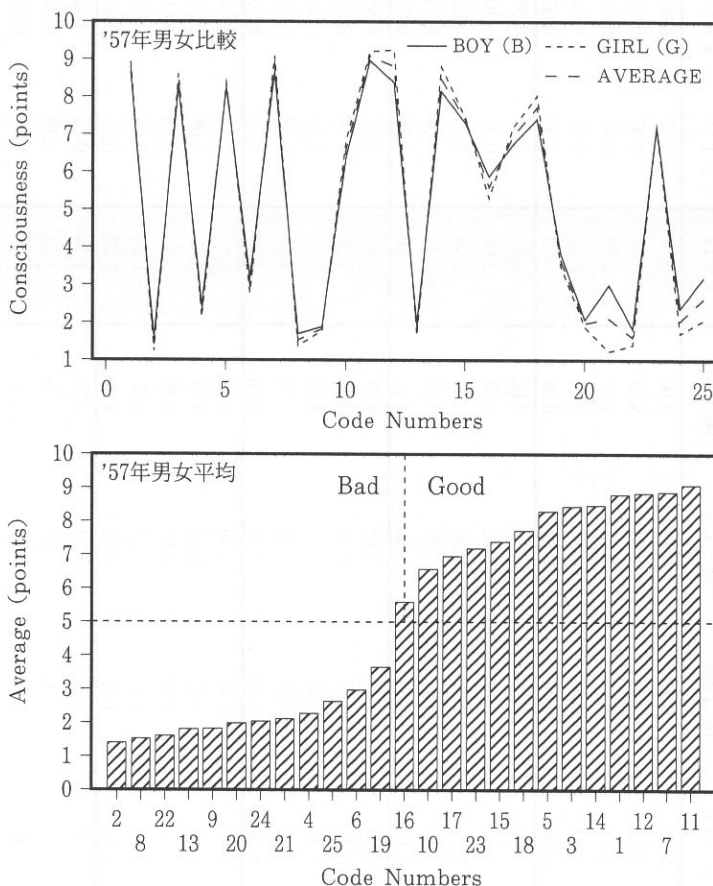 '57年男女比較
BOY (B)
GIRL (G)
AVERAGE
Consciousness (points)
10
9
8
7
6
5
4
3
2
1
0 5 10 15 20 25
Code Numbers
'57年男女平均
Bad
Good
Average (points)
10
9
8
7
6
5
4
3
2
1
0
2 22 9 24 4 6 16 17 15 5 14 12 11
8 13 20 21 25 19 10 23 18 3 1 7
Code Numbers